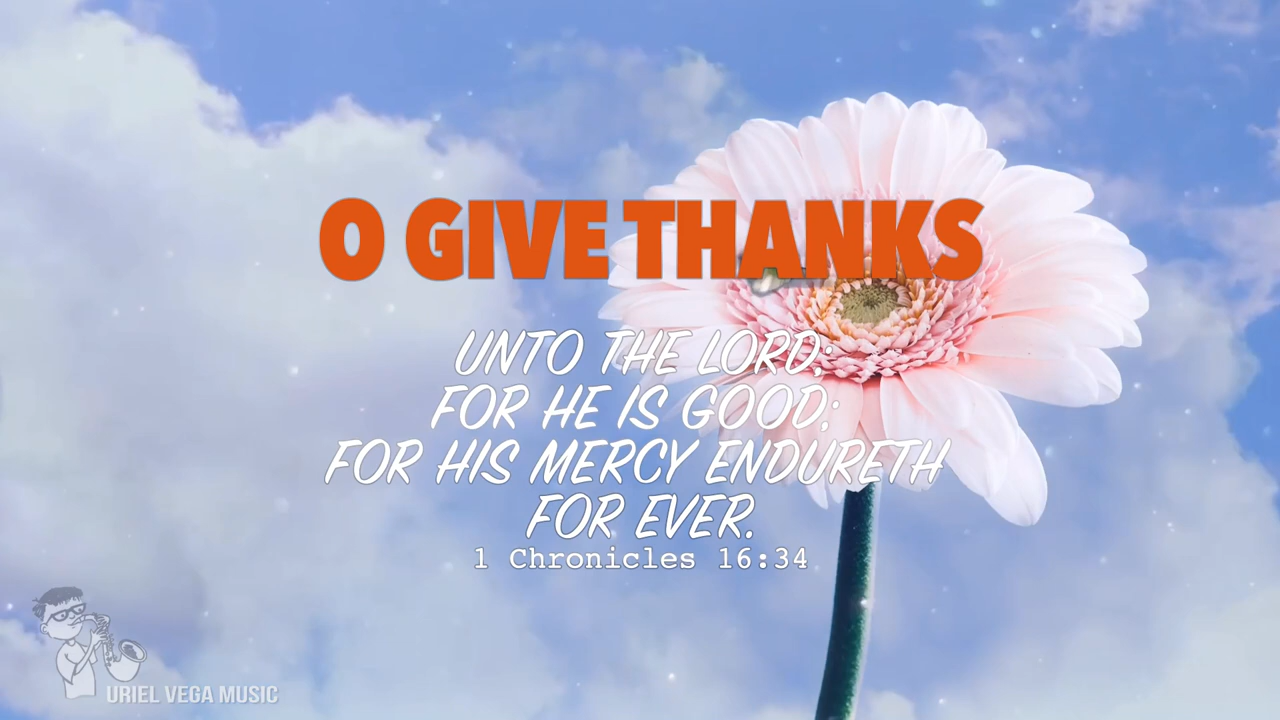 O GIVE THANKS
UNTO THE LORD;
FOR HE IS GOOD;
FOR HIS MERCY ENDURETH
FOR EVER.
1 Chronicles 16:34
URIEL VEGA MUSIC